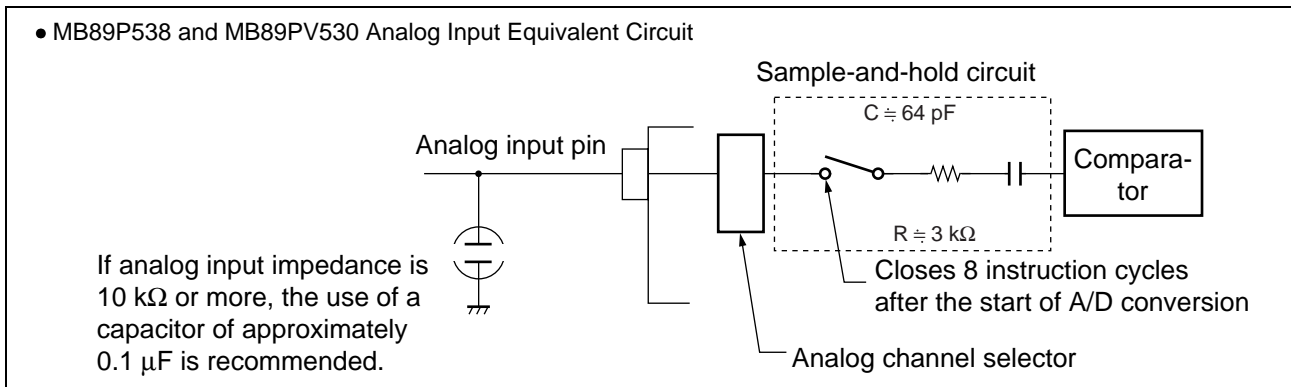 ● MB89P538 and MB89PV530 Analog Input Equivalent Circuit
Sample-and-hold circuit
C ≒ 64 pF
Analog input pin
Compara-
tor
R ≒ 3 kΩ
If analog input impedance is
10 kΩ or more, the use of a
capacitor of approximately
0.1 µF is recommended.
Closes 8 instruction cycles
after the start of A/D conversion
Analog channel selector